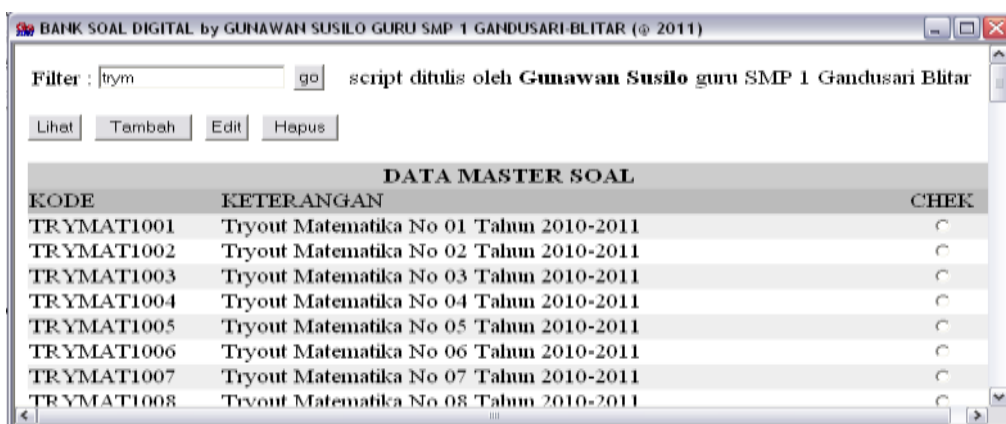 BANK SOAL DIGITAL by GUNAWAN SUSILO GURU SMP 1 GANDUSARI-BLITAR (@ 2011)
Filter : trym go script ditulis oleh Gunawan Susilo guru SMP 1 Gandusari Blitar
Lihat Tambah Edit Hapus
DATA MASTER SOAL
KODE KETERANGAN CHEK
TRYMAT1001 Tryout Matematika No 01 Tahun 2010-2011
TRYMAT1002 Tryout Matematika No 02 Tahun 2010-2011
TRYMAT1003 Tryout Matematika No 03 Tahun 2010-2011
TRYMAT1004 Tryout Matematika No 04 Tahun 2010-2011
TRYMAT1005 Tryout Matematika No 05 Tahun 2010-2011
TRYMAT1006 Tryout Matematika No 06 Tahun 2010-2011
TRYMAT1007 Tryout Matematika No 07 Tahun 2010-2011
TRYMAT1008 Tryout Matematika No 08 Tahun 2010-2011